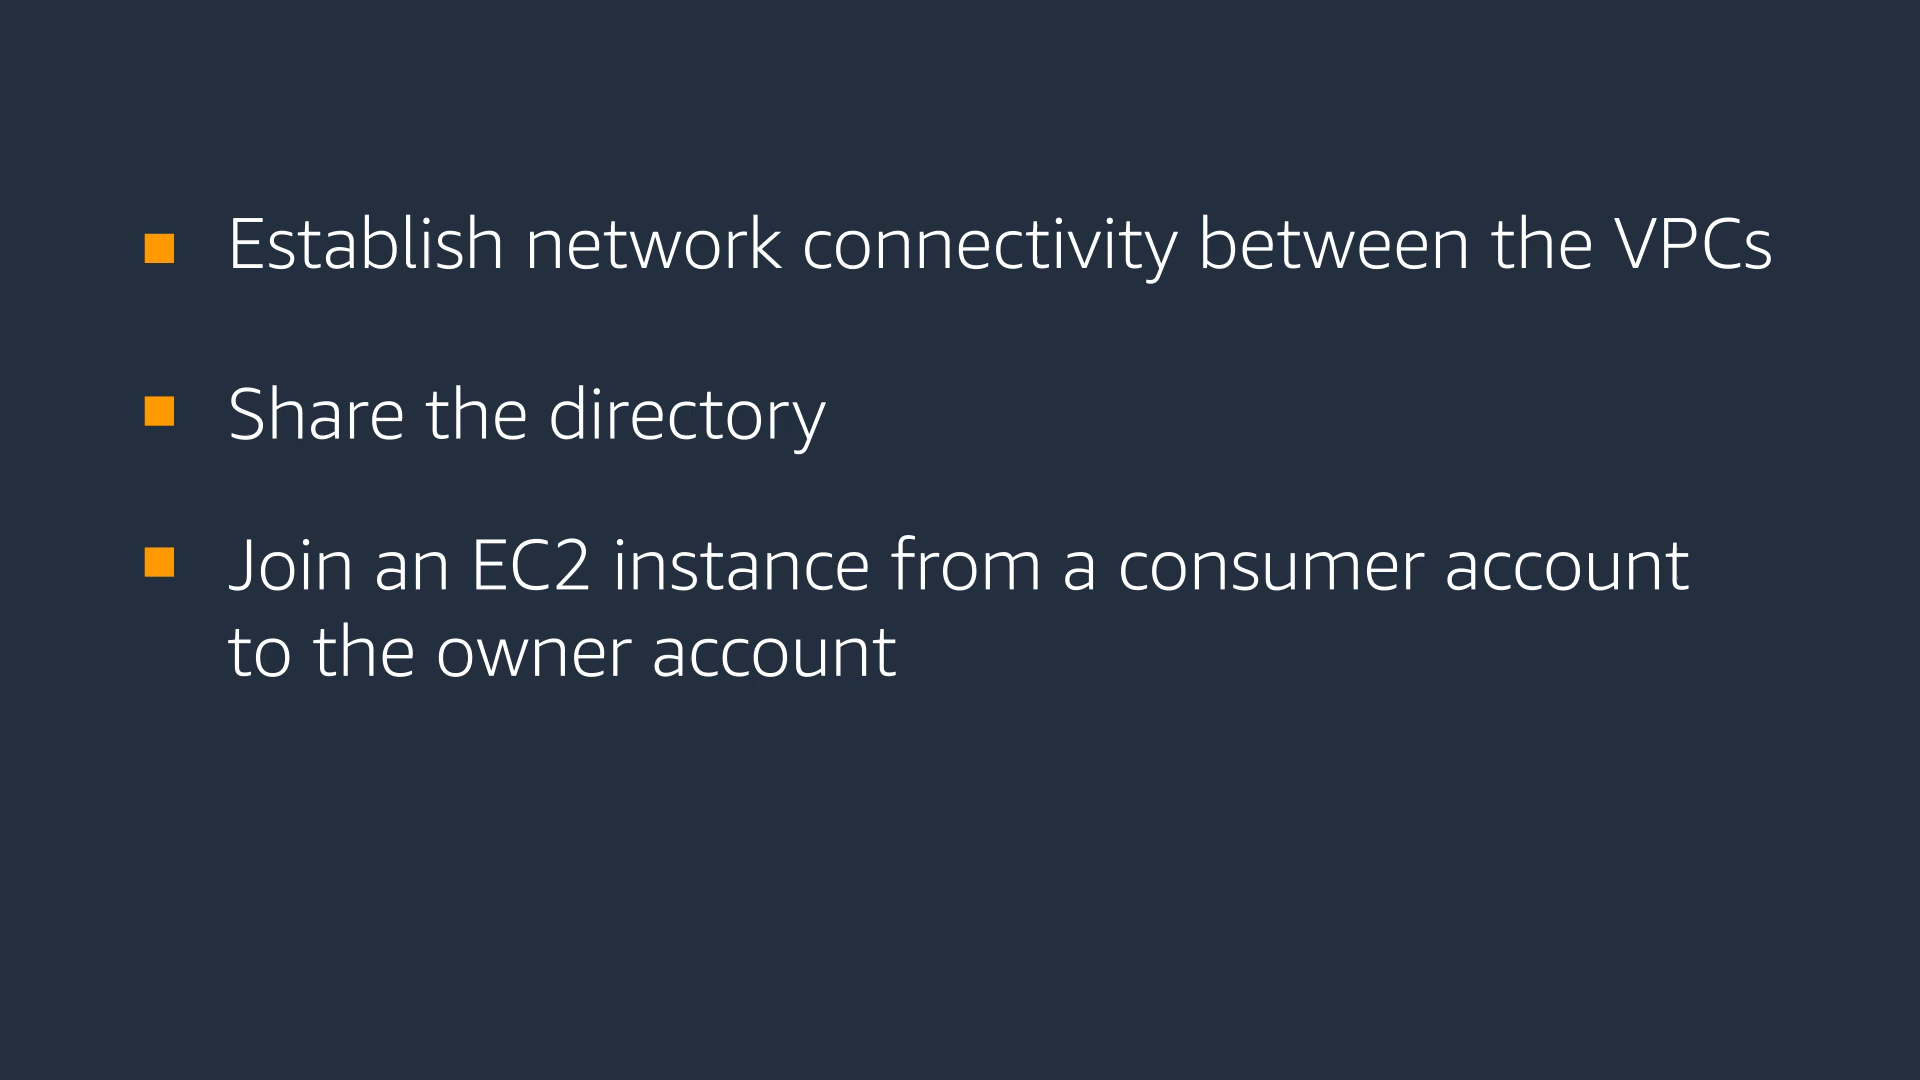 Establish network connectivity between the VPCs
Share the directory
Join an EC2 instance from a consumer account
to the owner account